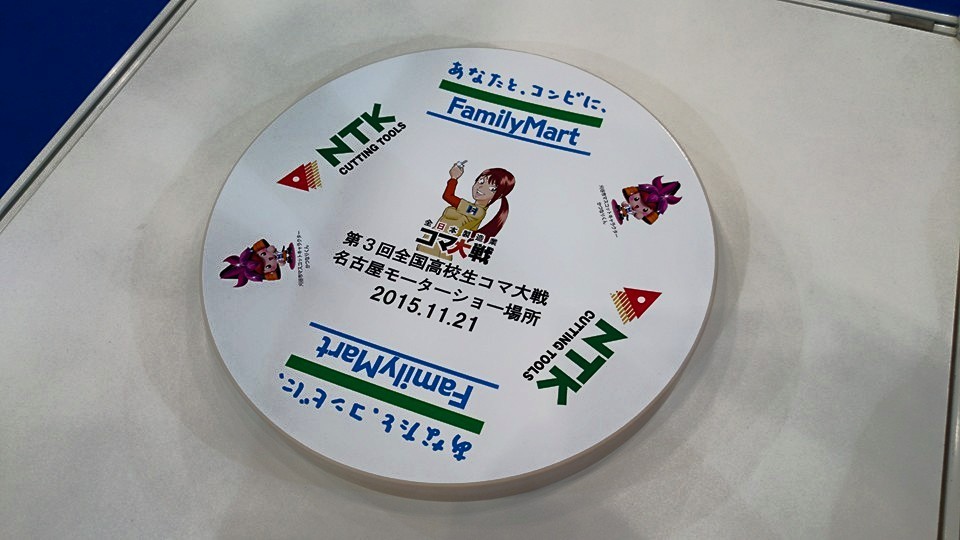 あなたと、コンビに、
FamilyMart
NTK
CUTTING TOOLS
全日本製造業
コマ大戦
第3回全国高校生コマ大戦
名古屋モーターショー場所
2015.11.21
NTK
CUTTING TOOLS
FamilyMart
あなたと、コンビに、